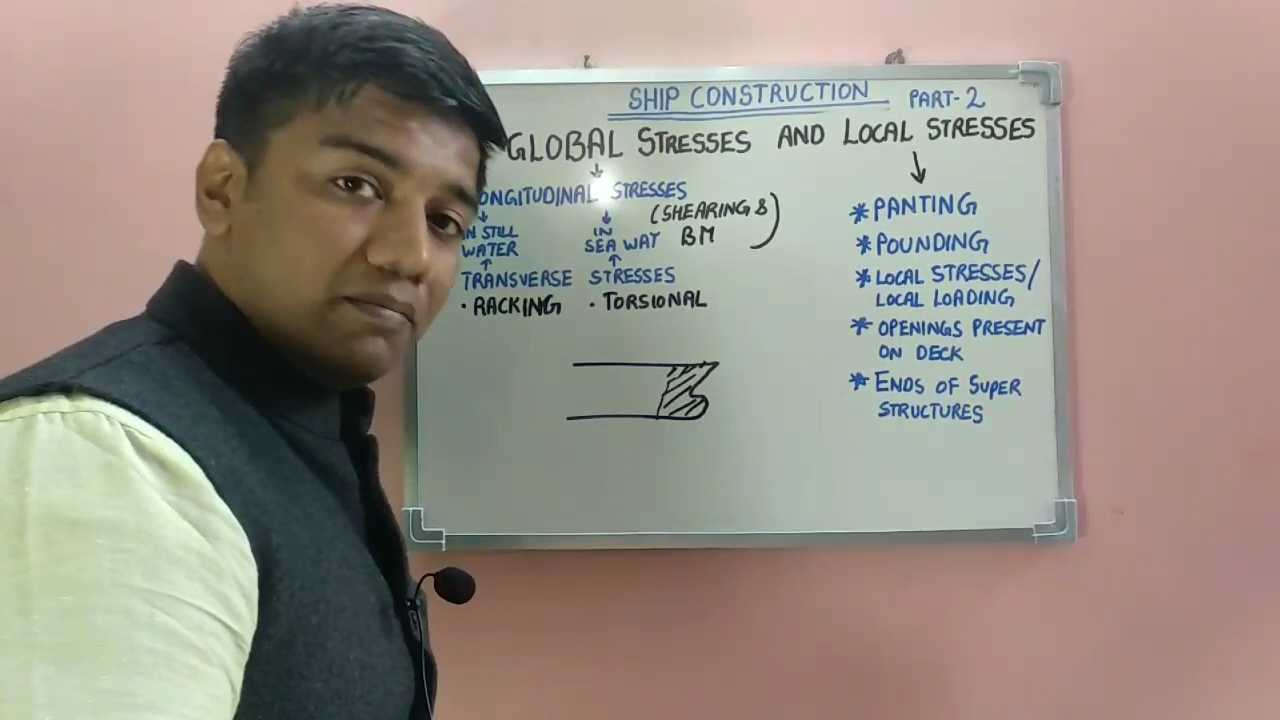 SHIP CONSTRUCTION PART-2
GLOBAL STRESSES AND LOCAL STRESSES
ONGITUDINAL STRESSES
(SHEARING &
BM)
IN STILL
WATER
IN
SEA WAY
TRANSVERSE STRESSES
· RACKING · TORSIONAL
* PANTING
* POUNDING
* LOCAL STRESSES/
LOCAL LOADING
* OPENINGS PRESENT
ON DECK
* ENDS OF SUPER
STRUCTURES